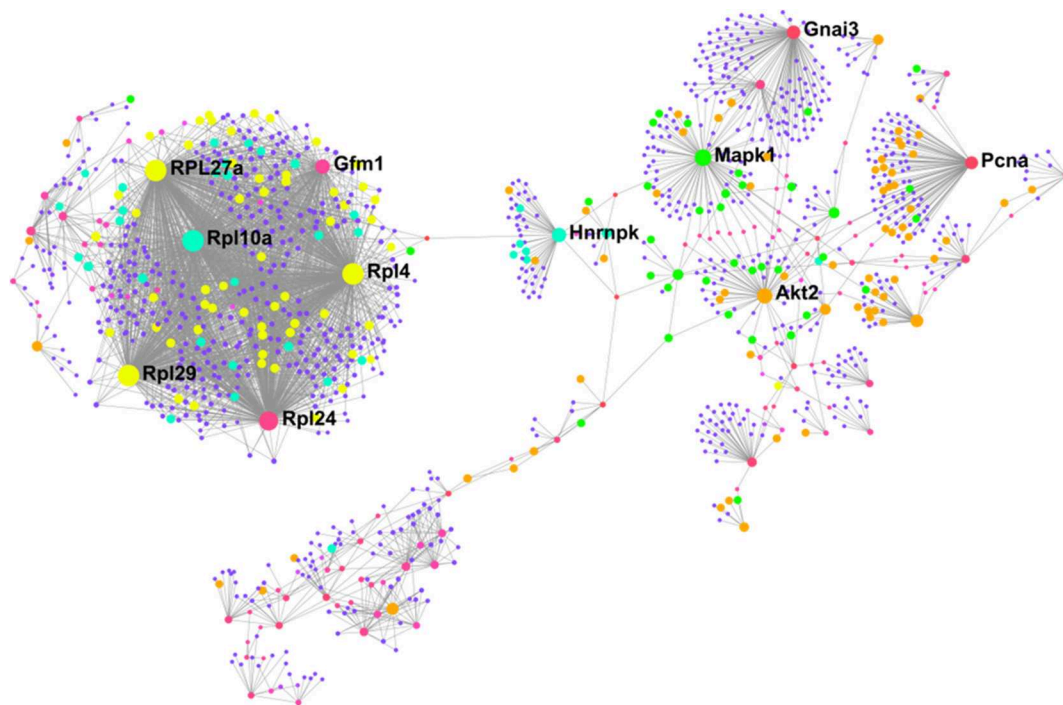 Gnai3
Mapk1
Pcna
RPL27a
Gfm1
Rpl10a
Hnrnpk
Rpl4
Akt2
Rpl29
Rpl24